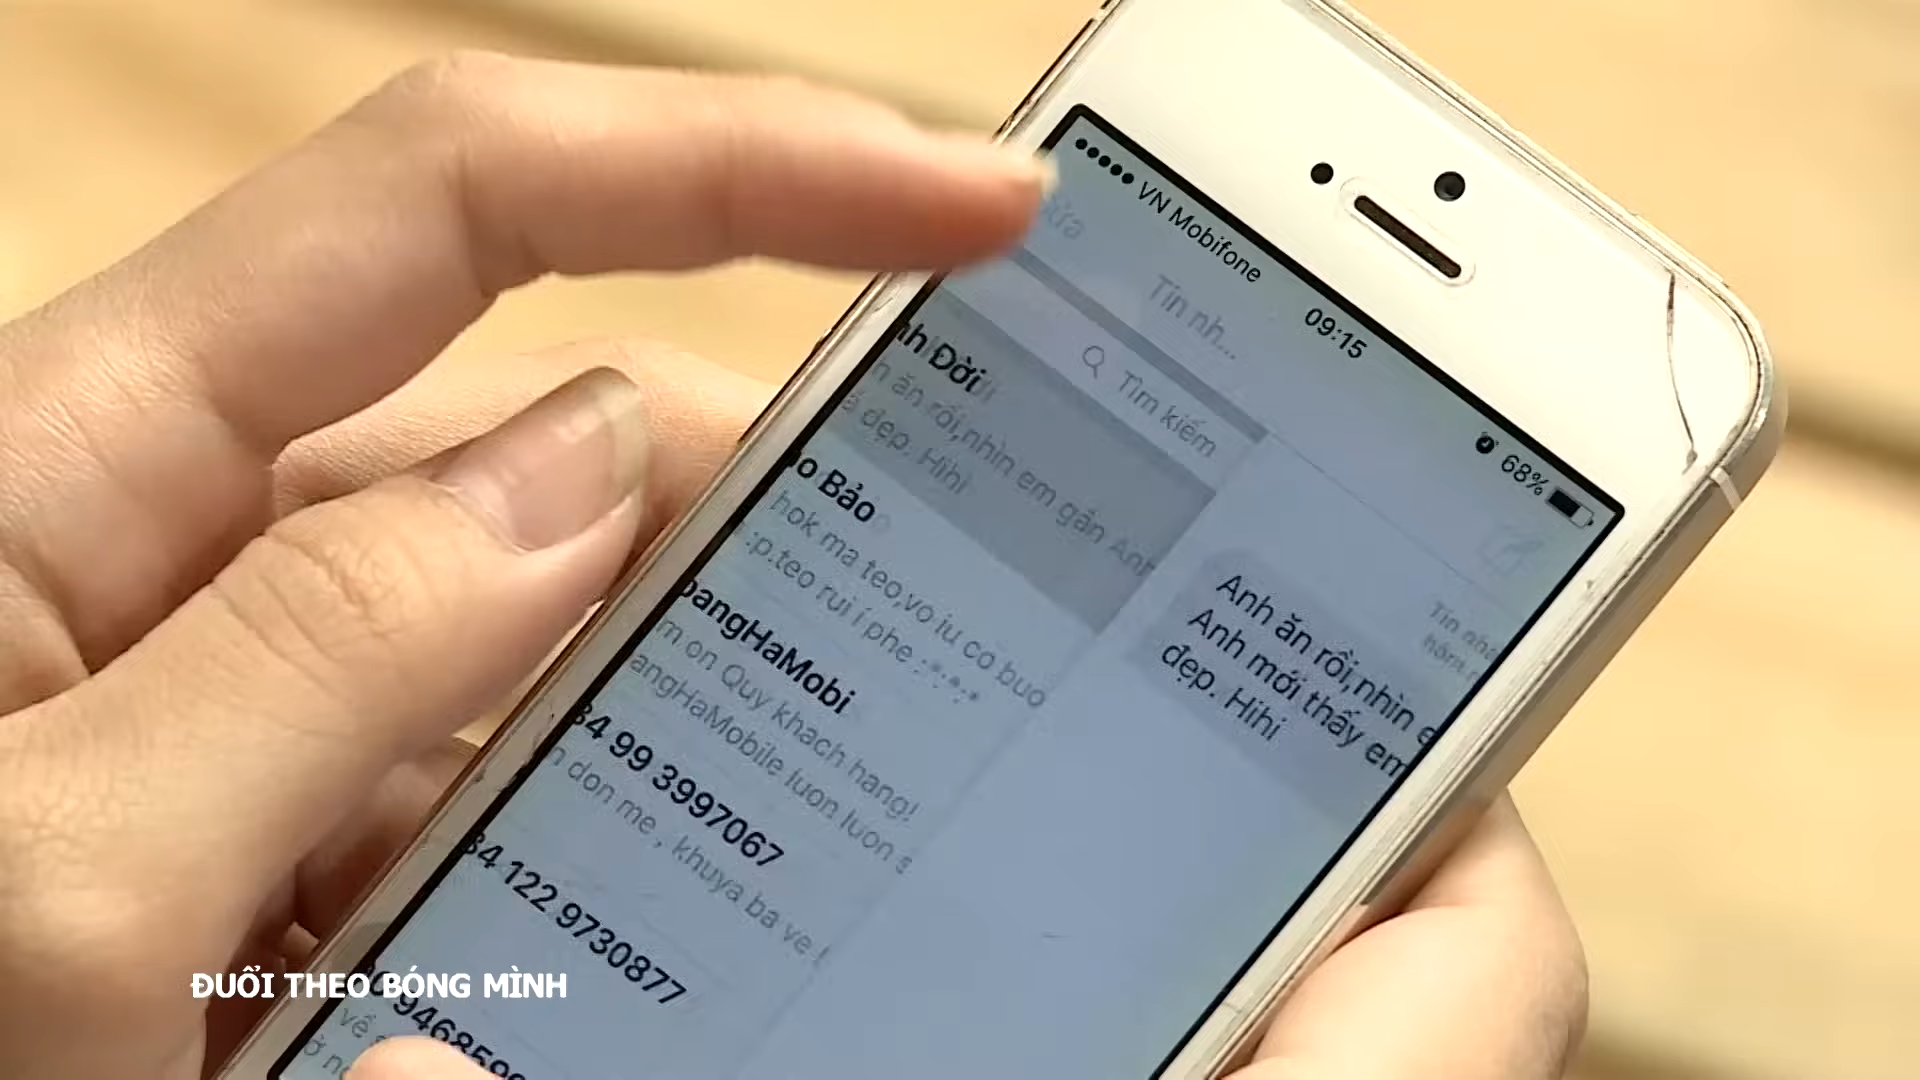 VN Mobifone 09:15 68%
Tin nh...
Tìm kiếm
nh Đời
n ăn rồi,nhìn em gần Anh
dẹp. Hihi
o Bảo
hok ma teo,vo iu co buo
:p.teo rui í phe :*:*:*
oangHaMobi
m on Quy khach hang!
angHaMobile luon luon s
84 99 3997067
n don me , khuya ba ve !
84 122 9730877
Anh ăn rồi,nhìn e
Anh mới thấy em
đẹp. Hihi
ĐUỔI THEO BÓNG MÌNH